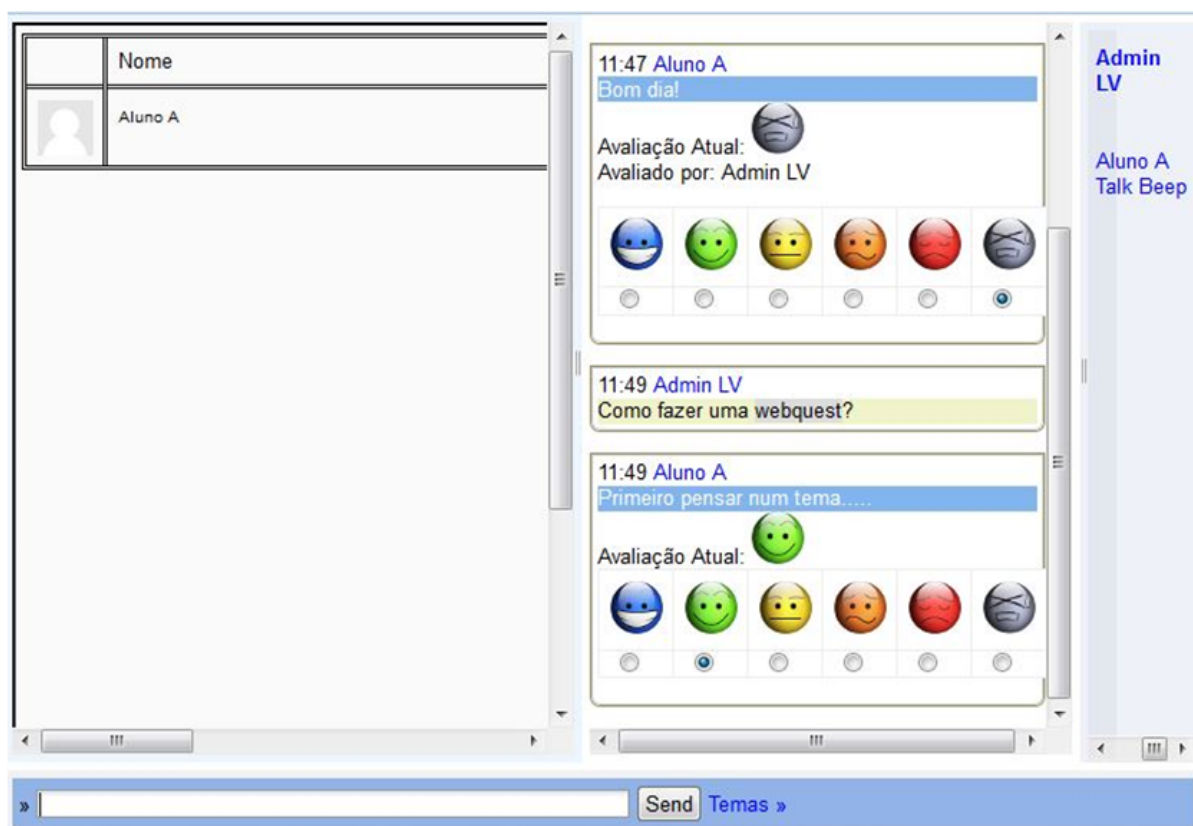 Nome
Aluno A
11:47 Aluno A
Bom dia!
Avaliação Atual:
Avaliado por: Admin LV
11:49 Admin LV
Como fazer uma webquest?
11:49 Aluno A
Primeiro pensar num tema.....
Avaliação Atual:
Admin
LV
Aluno A
Talk Beep
» Send Temas »